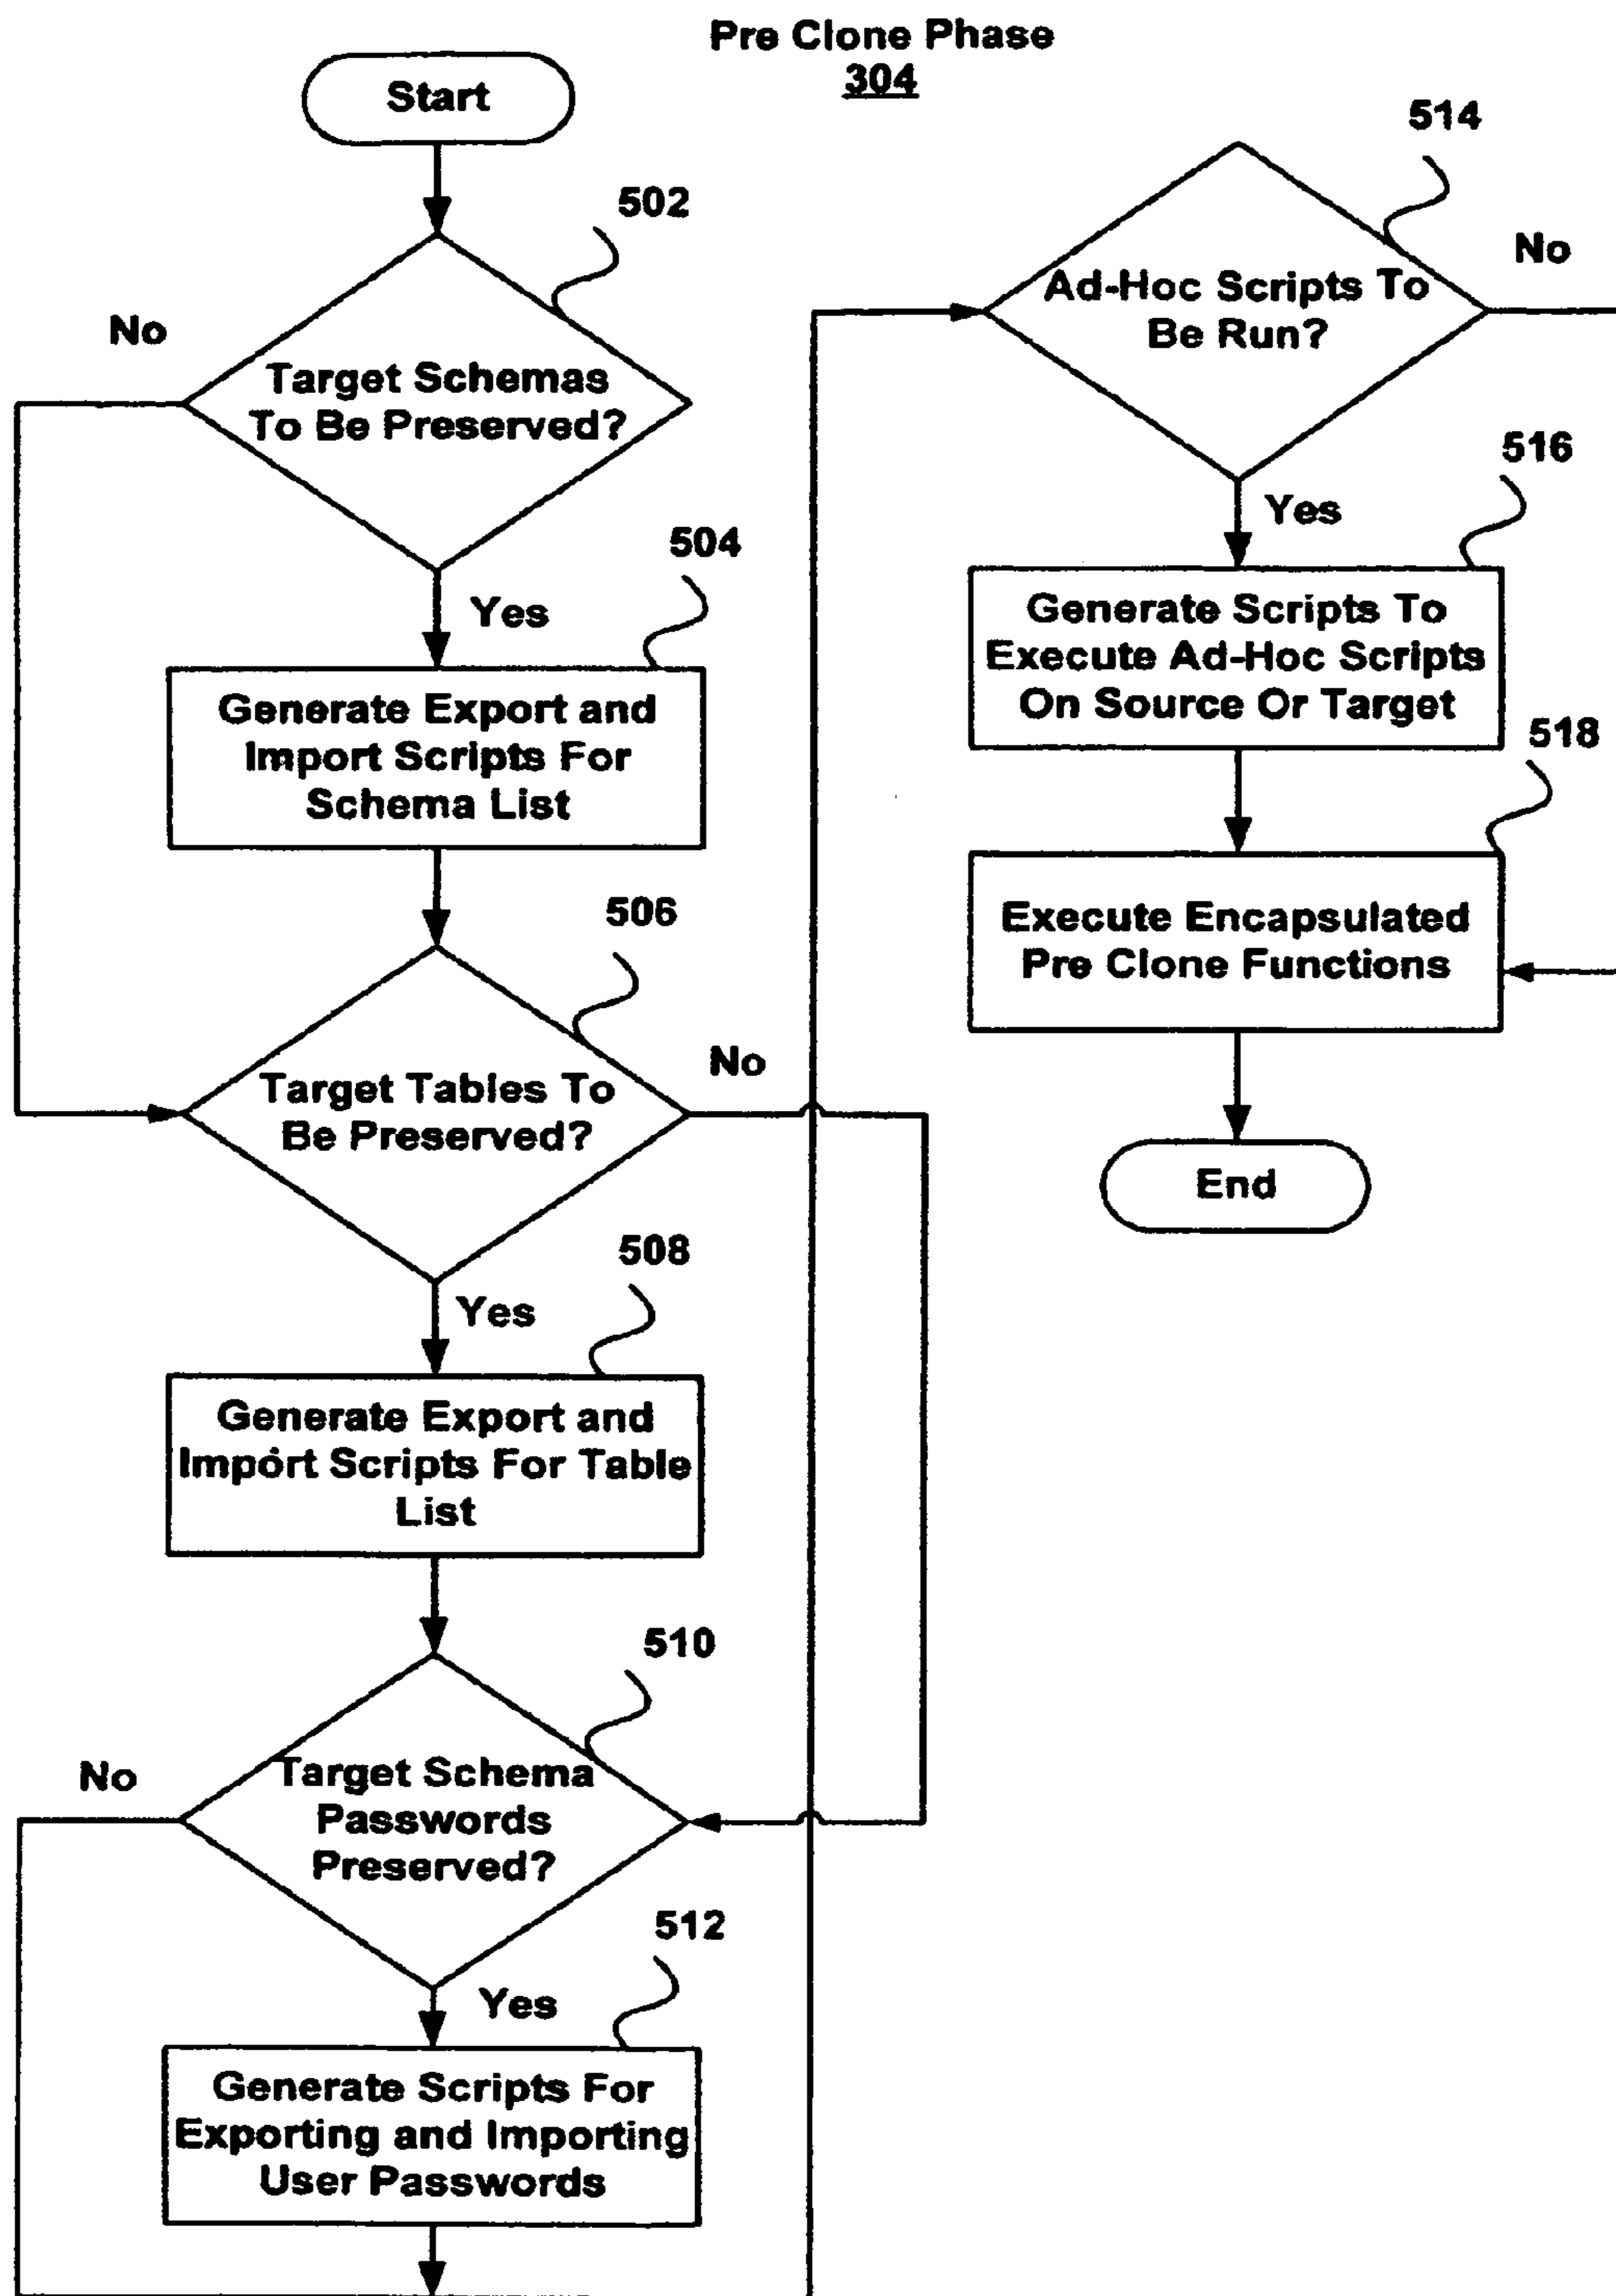 Pre Clone Phase
304
Start
502
No
Target Schemas
To Be Preserved?
Yes
504
Generate Export and
Import Scripts For
Schema List
506
No
Target Tables To
Be Preserved?
Yes
508
Generate Export and
Import Scripts For Table
List
510
No
Target Schema
Passwords
Preserved?
Yes
512
Generate Scripts For
Exporting and Importing
User Passwords
514
No
Ad-Hoc Scripts To
Be Run?
Yes
516
Generate Scripts To
Execute Ad-Hoc Scripts
On Source Or Target
518
Execute Encapsulated
Pre Clone Functions
End